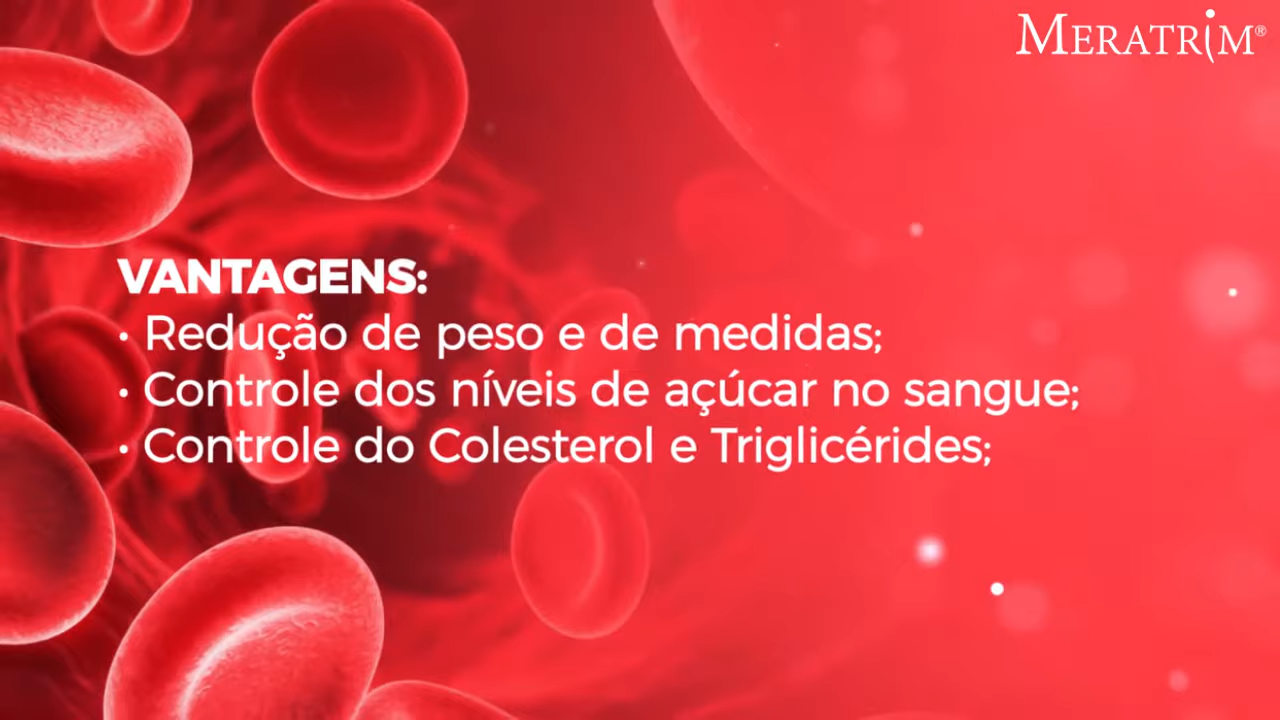 MERATRIM®
VANTAGENS:
• Redução de peso e de medidas;
• Controle dos níveis de açúcar no sangue;
• Controle do Colesterol e Triglicérides;